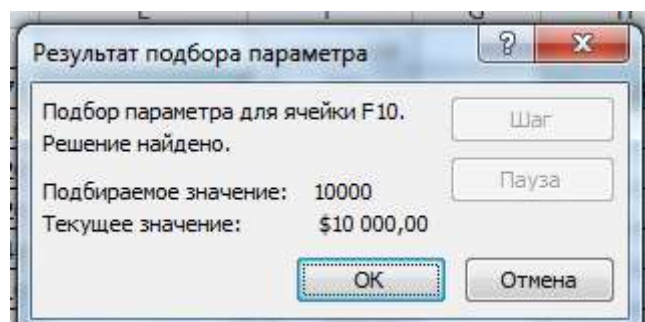 Результат подбора параметра
Подбор параметра для ячейки F10.
Решение найдено.
Шаг
Подбираемое значение: 10000
Пауза
Текущее значение: $10 000,00
ОК
Отмена